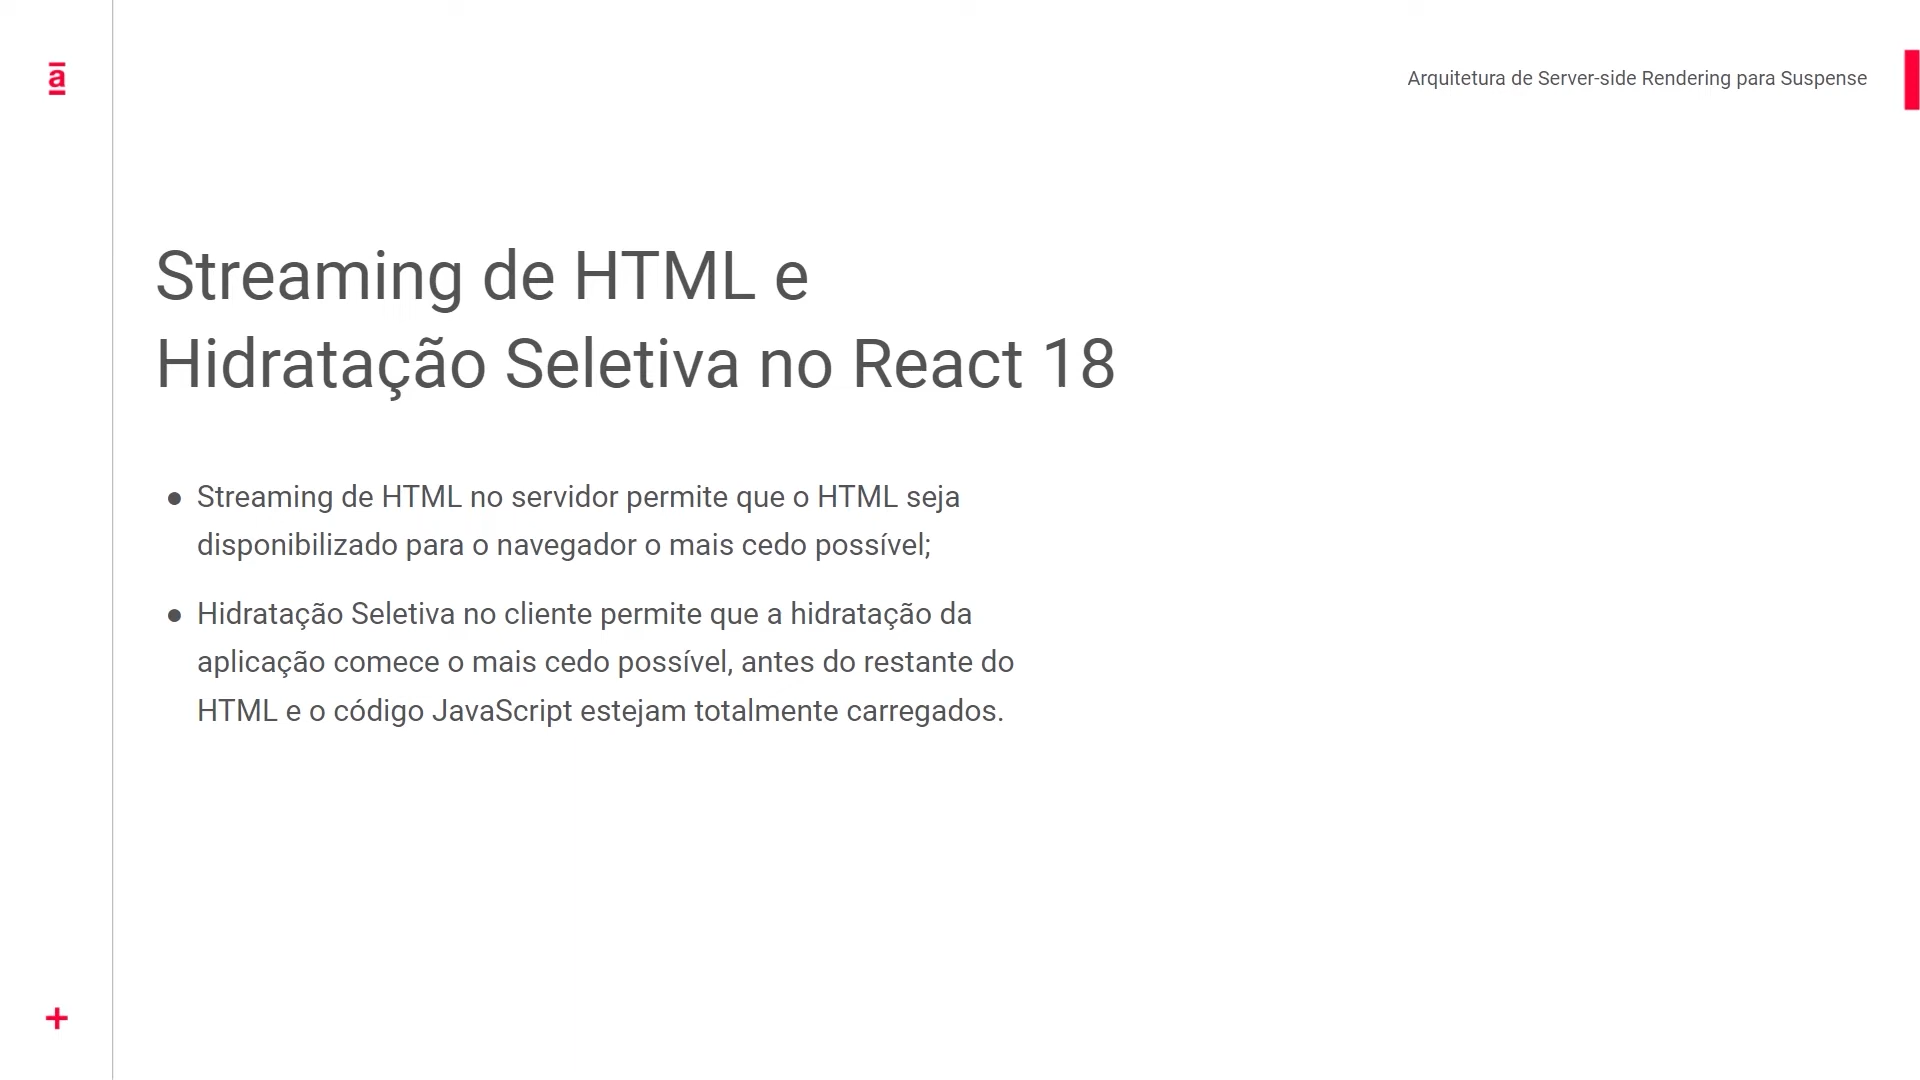 Arquitetura de Server-side Rendering para Suspense
Streaming de HTML e
Hidratação Seletiva no React 18
● Streaming de HTML no servidor permite que o HTML seja
disponibilizado para o navegador o mais cedo possível;
● Hidratação Seletiva no cliente permite que a hidratação da
aplicação comece o mais cedo possível, antes do restante do
HTML e o código JavaScript estejam totalmente carregados.